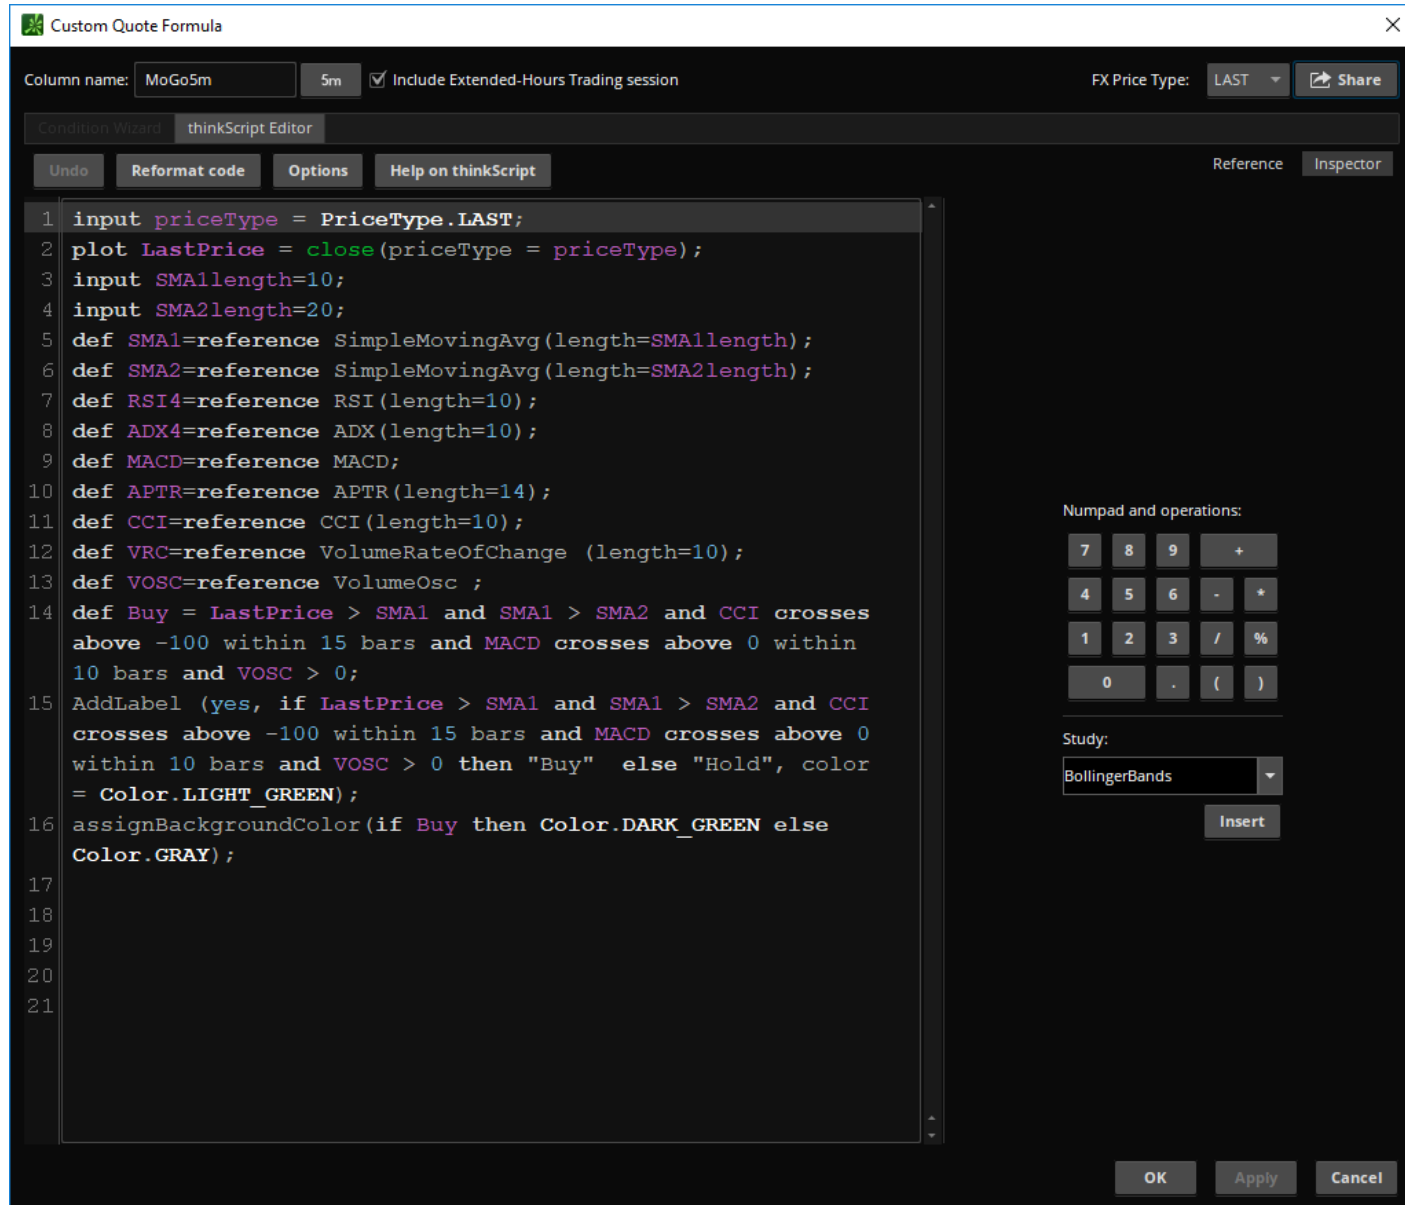 Custom Quote Formula
Column name: MoGo5m 5m Include Extended-Hours Trading session FX Price Type: LAST Share
Condition Wizard thinkScript Editor
Undo Reformat code Options Help on thinkScript Reference Inspector
1 input priceType = PriceType.LAST;
2 plot LastPrice = close(priceType = priceType);
3 input SMA1length=10;
4 input SMA2length=20;
5 def SMA1=reference SimpleMovingAvg(length=SMA1length);
6 def SMA2=reference SimpleMovingAvg(length=SMA2length);
7 def RSI4=reference RSI(length=10);
8 def ADX4=reference ADX(length=10);
9 def MACD=reference MACD;
10 def APTR=reference APTR(length=14);
11 def CCI=reference CCI(length=10);
12 def VRC=reference VolumeRateOfChange (length=10);
13 def VOSC=reference VolumeOsc ;
14 def Buy = LastPrice > SMA1 and SMA1 > SMA2 and CCI crosses
above -100 within 15 bars and MACD crosses above 0 within
10 bars and VOSC > 0;
15 AddLabel (yes, if LastPrice > SMA1 and SMA1 > SMA2 and CCI
crosses above -100 within 15 bars and MACD crosses above 0
within 10 bars and VOSC > 0 then "Buy"  else "Hold", color
= Color.LIGHT_GREEN);
16 assignBackgroundColor(if Buy then Color.DARK_GREEN else
Color.GRAY);
17
18
19
20
21
Numpad and operations:
7 8 9 +
4 5 6 - *
1 2 3 / %
0 . ( )
Study:
BollingerBands
Insert
OK Apply Cancel